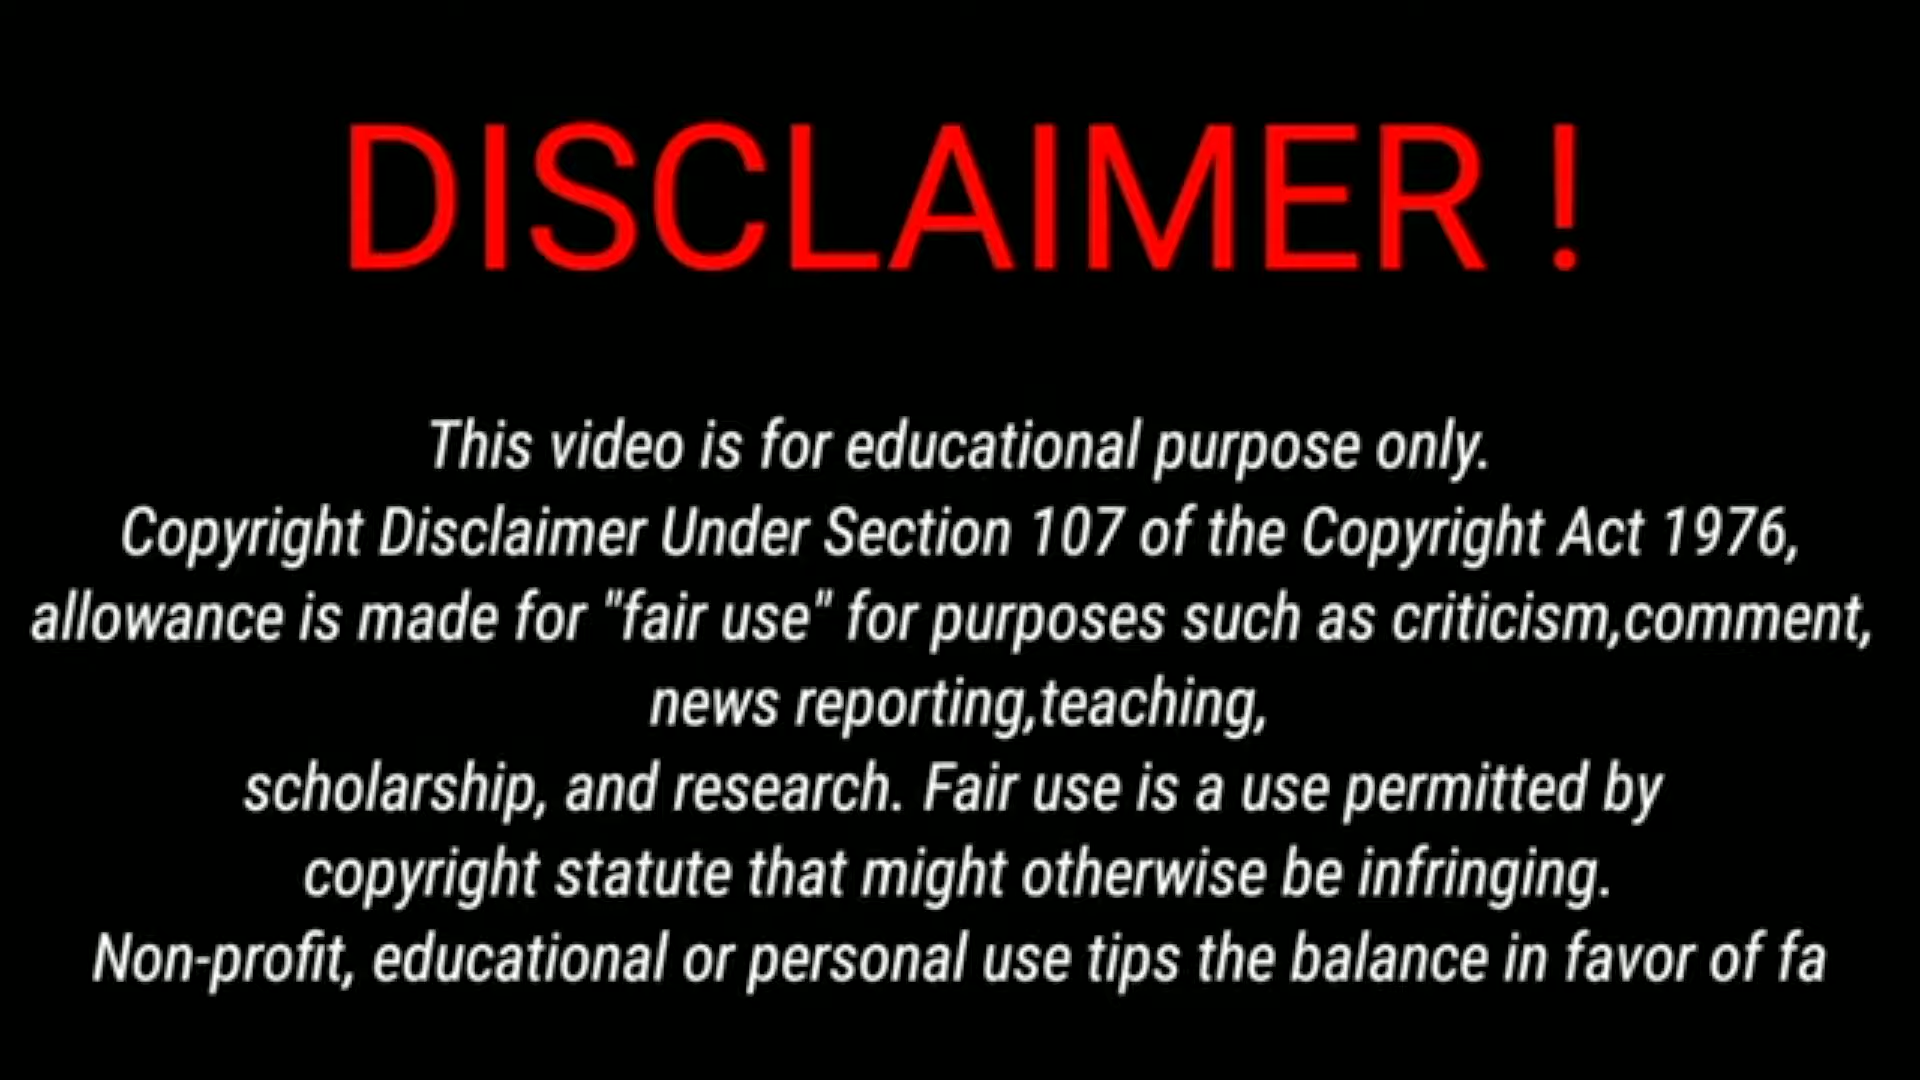 DISCLAIMER !
This video is for educational purpose only.
Copyright Disclaimer Under Section 107 of the Copyright Act 1976,
allowance is made for "fair use" for purposes such as criticism,comment,
news reporting,teaching,
scholarship, and research. Fair use is a use permitted by
copyright statute that might otherwise be infringing.
Non-profit, educational or personal use tips the balance in favor of fa